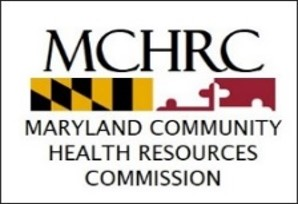 MCHRC
MARYLAND COMMUNITY
HEALTH RESOURCES
COMMISSION